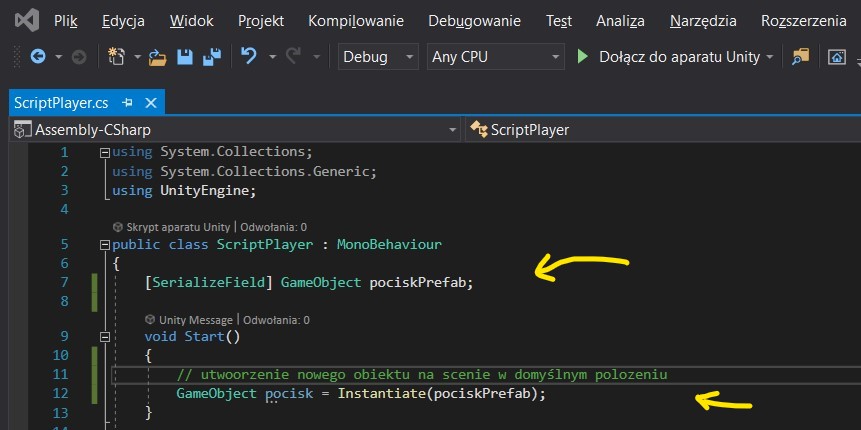 Plik Edycja Widok Projekt Kompilowanie Debugowanie Test Analiza Narzędzia Rozszerzenia
Debug Any CPU Dołącz do aparatu Unity
ScriptPlayer.cs
Assembly-CSharp ScriptPlayer
1 using System.Collections;
2 using System.Collections.Generic;
3 using UnityEngine;
4
Skrypt aparatu Unity | Odwołania: 0
5 public class ScriptPlayer : MonoBehaviour
6 {
7 [SerializeField] GameObject pociskPrefab;
8
Unity Message | Odwołania: 0
9 void Start()
10 {
11 // utwoorzenie nowego obiektu na scenie w domyślnym polozeniu
12 GameObject pocisk = Instantiate(pociskPrefab);
13 }